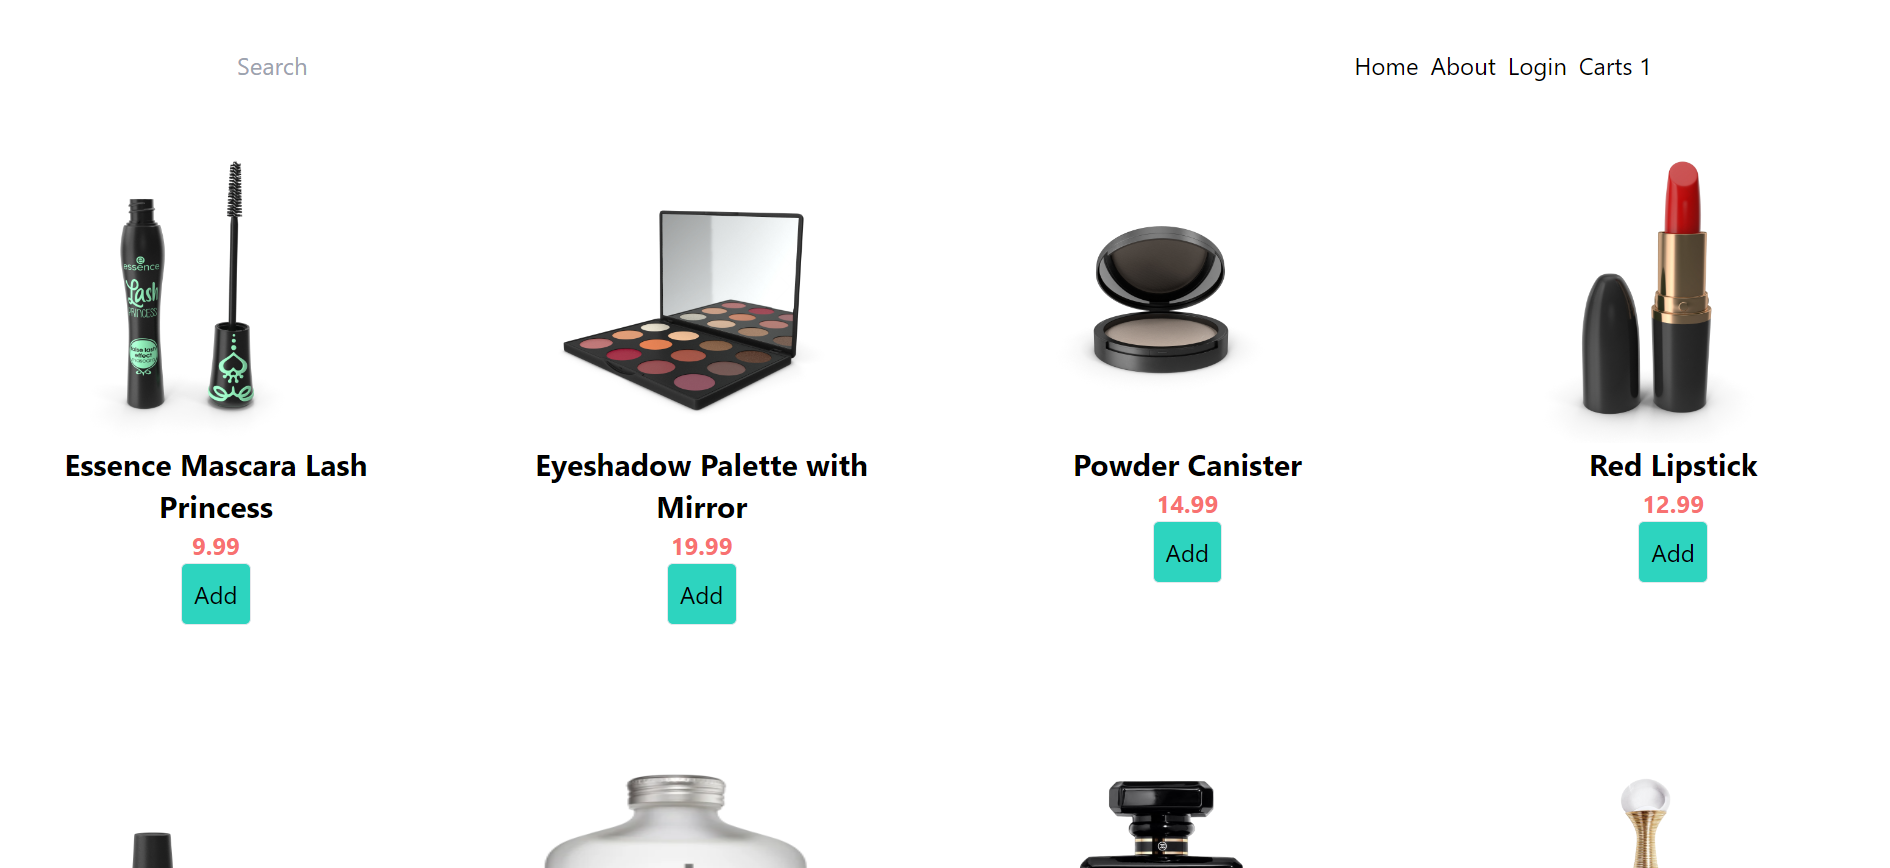 Search
Home About Login Carts 1
essence
Lash
PRINCESS
false lash
effect
mascara
Essence Mascara Lash
Princess
9.99
Add
Eyeshadow Palette with
Mirror
19.99
Add
Powder Canister
14.99
Add
Red Lipstick
12.99
Add